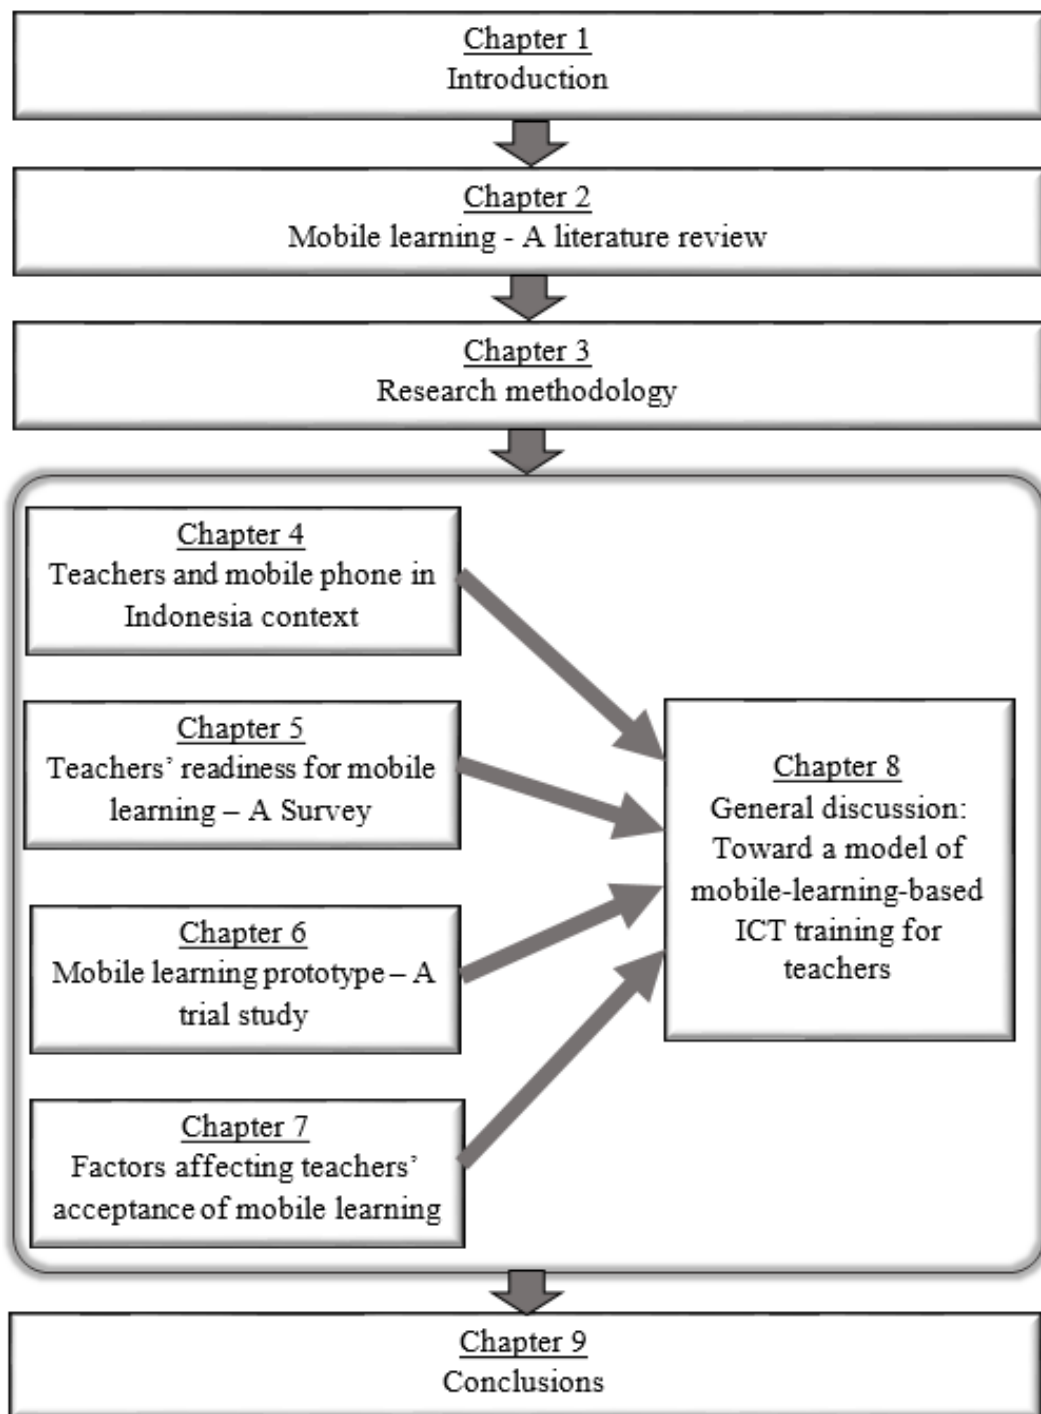 Chapter 1
Introduction
Chapter 2
Mobile learning - A literature review
Chapter 3
Research methodology
Chapter 4
Teachers and mobile phone in
Indonesia context
Chapter 5
Teachers’ readiness for mobile
learning – A Survey
Chapter 6
Mobile learning prototype – A
trial study
Chapter 7
Factors affecting teachers’
acceptance of mobile learning
Chapter 8
General discussion:
Toward a model of
mobile-learning-based
ICT training for
teachers
Chapter 9
Conclusions